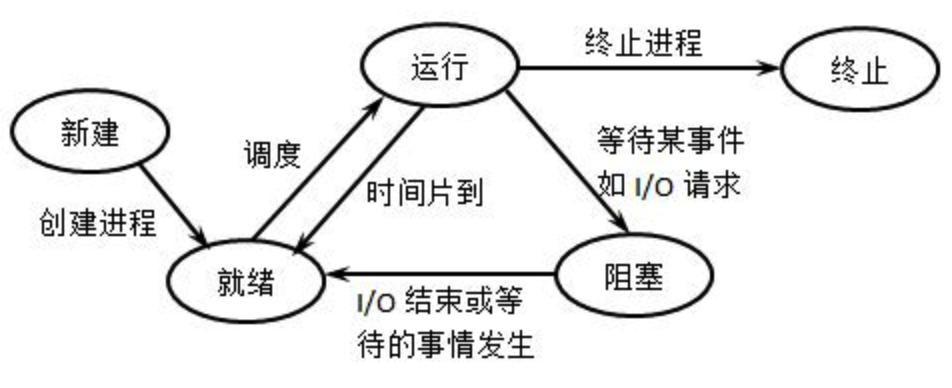 运行
终止进程
终止
新建
调度
时间片到
等待某事件
如 I/O 请求
创建进程
就绪
阻塞
I/O 结束或等
待的事情发生